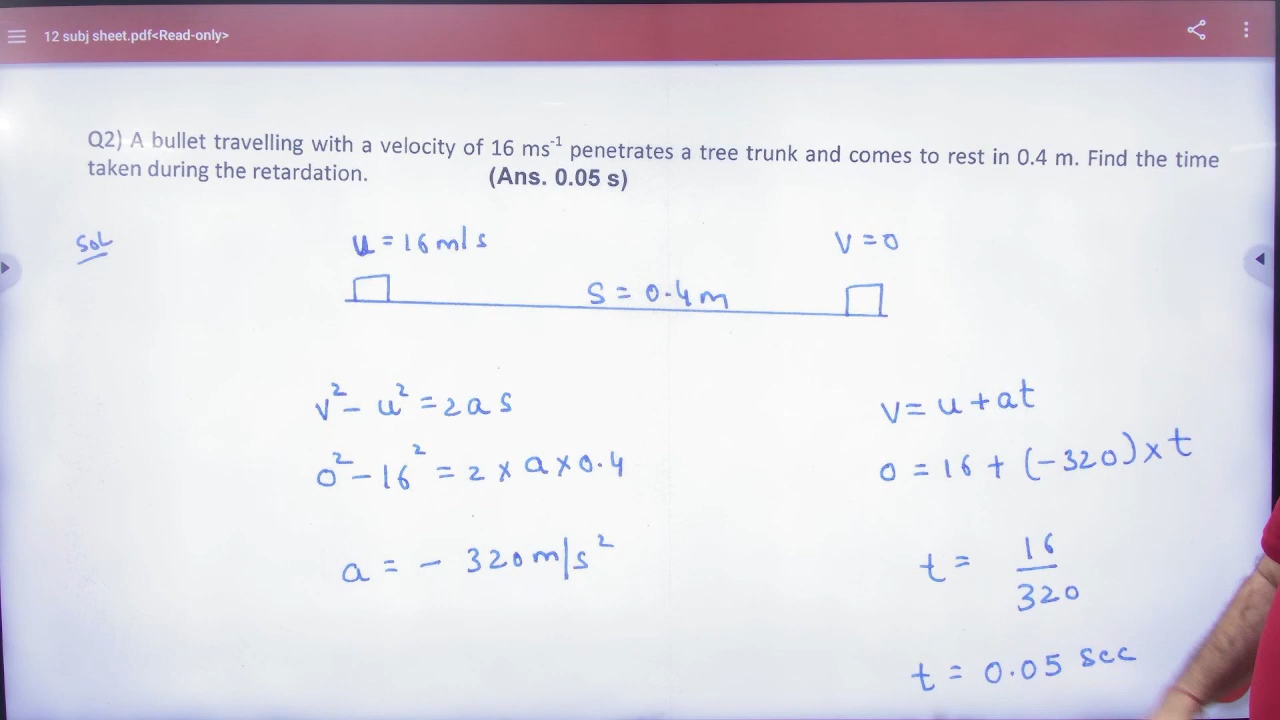 12 subj sheet.pdf<Read-only>
Q2) A bullet travelling with a velocity of 16 ms⁻¹ penetrates a tree trunk and comes to rest in 0.4 m. Find the time
taken during the retardation. (Ans. 0.05 s)
Sol
u = 16 m/s
v = 0
s = 0.4 m
v² - u² = 2as
0² - 16² = 2 × a × 0.4
a = - 320 m/s²
v = u + at
0 = 16 + (-320) × t
t = 16/320
t = 0.05 sec